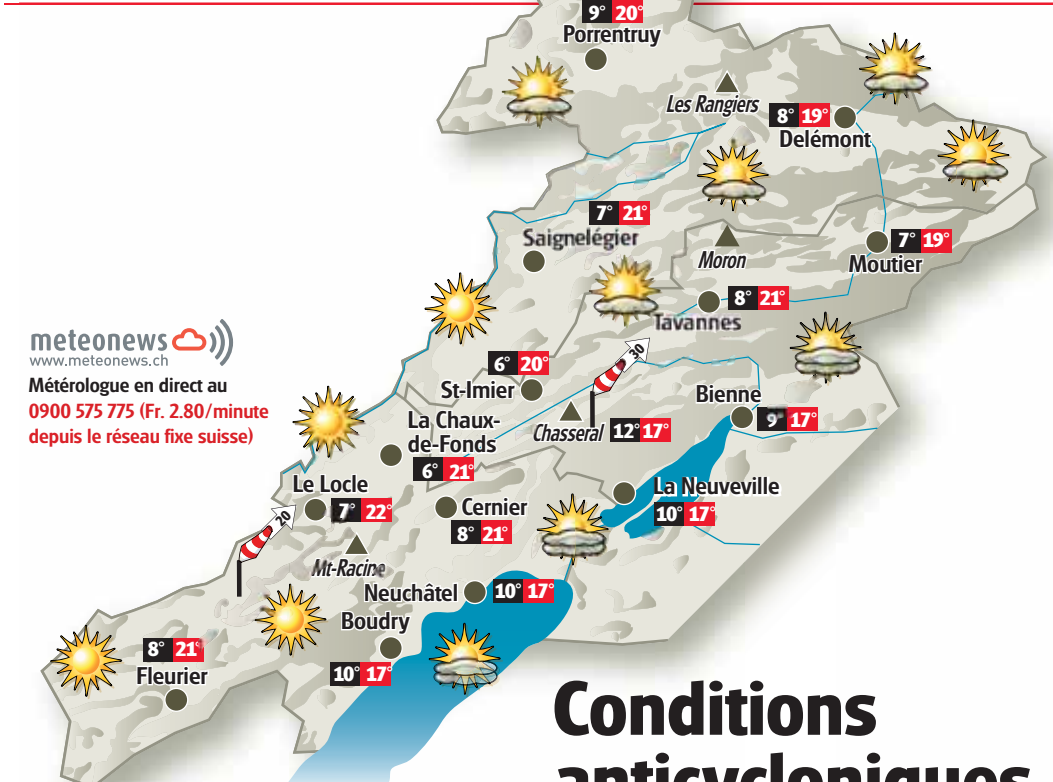 9° 20°
Porrentruy
Les Rangiers
8° 19°
Delémont
7° 21°
Saignelégier
Moron
7° 19°
Moutier
8° 21°
Tavannes
meteonews
www.meteonews.ch
Météorologue en direct au
0900 575 775 (Fr. 2.80/minute
depuis le réseau fixe suisse)
6° 20°
St-Imier
30
Bienne
9° 17°
La Chaux-
de-Fonds
6° 21°
Chasseral 12° 17°
Le Locle
7° 22°
Cernier
8° 21°
La Neuveville
10° 17°
20
Mt-Racine
Neuchâtel 10° 17°
Boudry
10° 17°
8° 21°
Fleurier
Conditions
anticycloniques